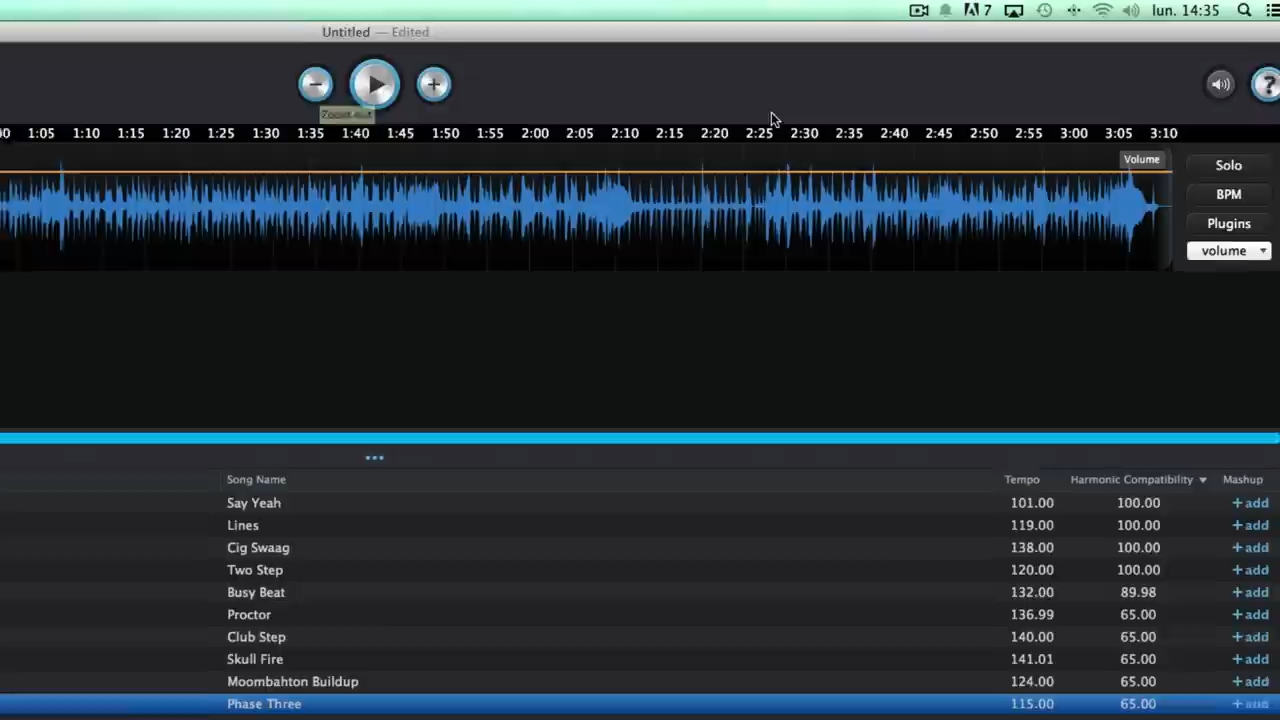 7 lun. 14:35
Untitled — Edited
Zoom out
1:05 1:10 1:15 1:20 1:25 1:30 1:35 1:40 1:45 1:50 1:55 2:00 2:05 2:10 2:15 2:20 2:25 2:30 2:35 2:40 2:45 2:50 2:55 3:00 3:05 3:10
Volume
Solo
BPM
Plugins
volume
Song Name Tempo Harmonic Compatibility Mashup
Say Yeah 101.00 100.00 +add
Lines 119.00 100.00 +add
Cig Swaag 138.00 100.00 +add
Two Step 120.00 100.00 +add
Busy Beat 132.00 89.98 +add
Proctor 136.99 65.00 +add
Club Step 140.00 65.00 +add
Skull Fire 141.01 65.00 +add
Moombahton Buildup 124.00 65.00 +add
Phase Three 115.00 65.00 +add